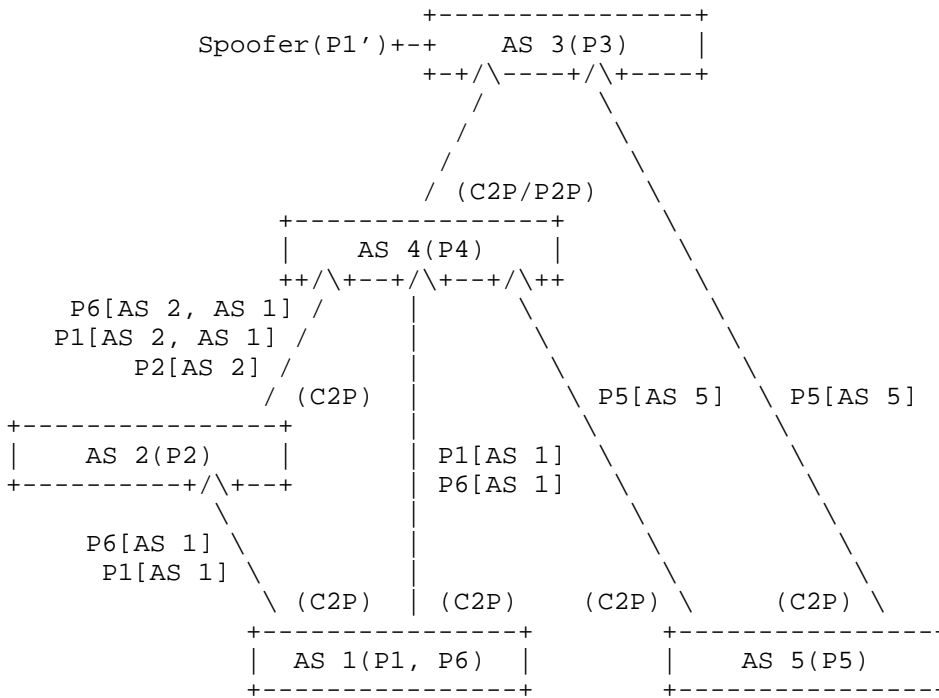 Spoofer(P1')+-+ AS 3(P3)
(C2P/P2P)
AS 4(P4)
P6[AS 2, AS 1]
P1[AS 2, AS 1]
P2[AS 2]
(C2P) P5[AS 5] P5[AS 5]
AS 2(P2) P1[AS 1]
P6[AS 1]
P6[AS 1]
P1[AS 1]
(C2P) (C2P) (C2P) (C2P)
AS 1(P1, P6) AS 5(P5)